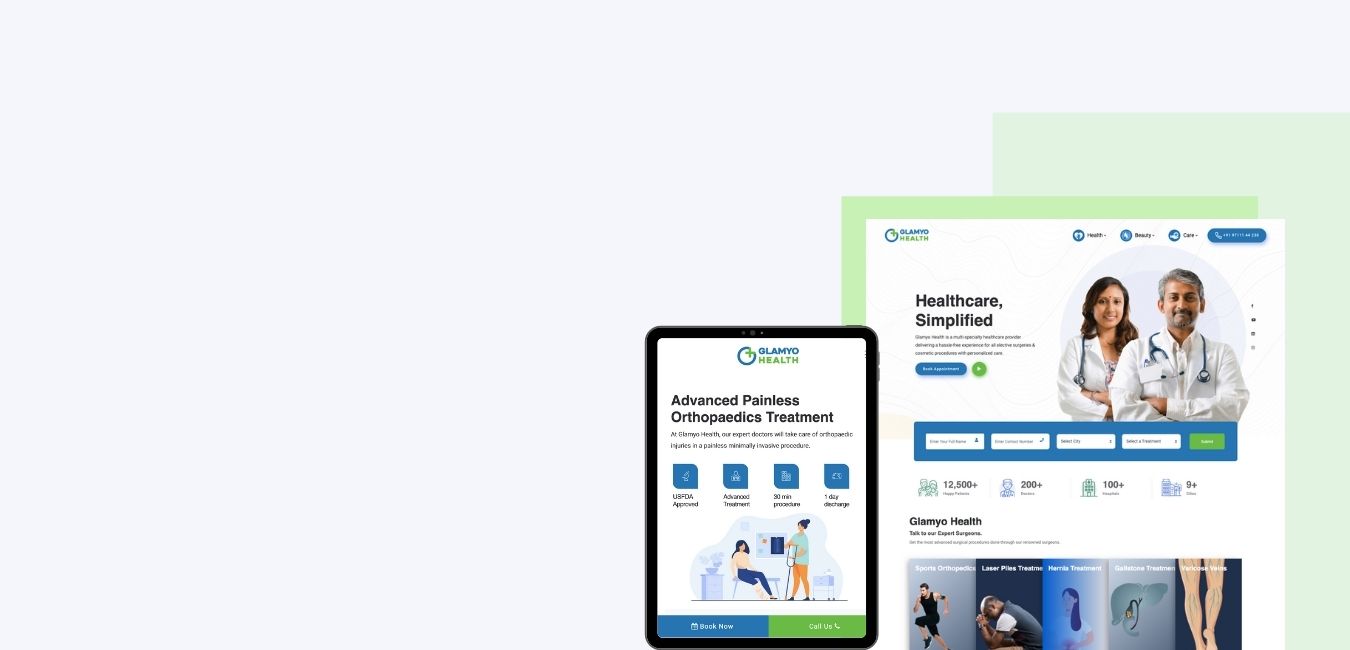 GLAMYO
HEALTH
Health
Beauty
Care
Healthcare,
Simplified
Glamyo Health is a multi-specialty healthcare provider
delivering a hassle-free experience for all elective surgeries &
cosmetic procedures with personalized care.
Book Appointment
Enter Your Full Name
Enter Contact Number
Select City
Select a Treatment
Submit
12,500+
Happy Patients
200+
Doctors
100+
Hospitals
9+
Cities
Glamyo Health
Talk to our Expert Surgeons.
Get the most advanced surgical procedures done through our renowned surgeons.
Sports Orthopedics
Laser Piles Treatme
Hernia Treatment
Gallstone Treatmen
Varicose Veins
GLAMYO
HEALTH
Advanced Painless
Orthopaedics Treatment
At Glamyo Health, our expert doctors will take care of orthopaedic
injuries in a painless minimally invasive procedure.
USFDA
Approved
Advanced
Treatment
30 min
procedure
1 day
discharge
Book Now
Call Us